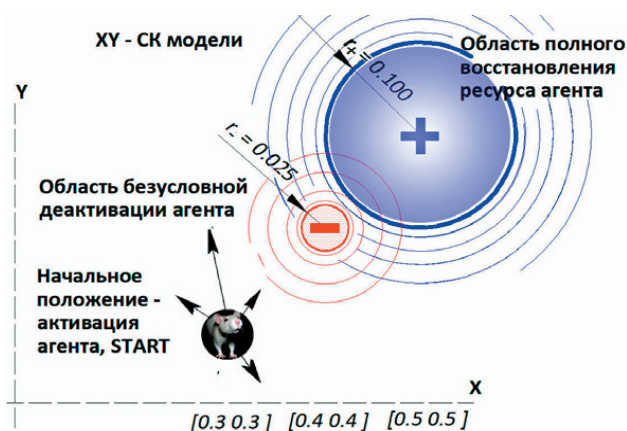 XY - СК модели
Область полного
восстановления
ресурса агента
Y
r₊ = 0.100
r₋ = 0.025
Область безусловной
деактивации агента
Начальное
положение -
активация
агента, START
X
[0.3 0.3 ] [0.4 0.4 ] [0.5 0.5 ]